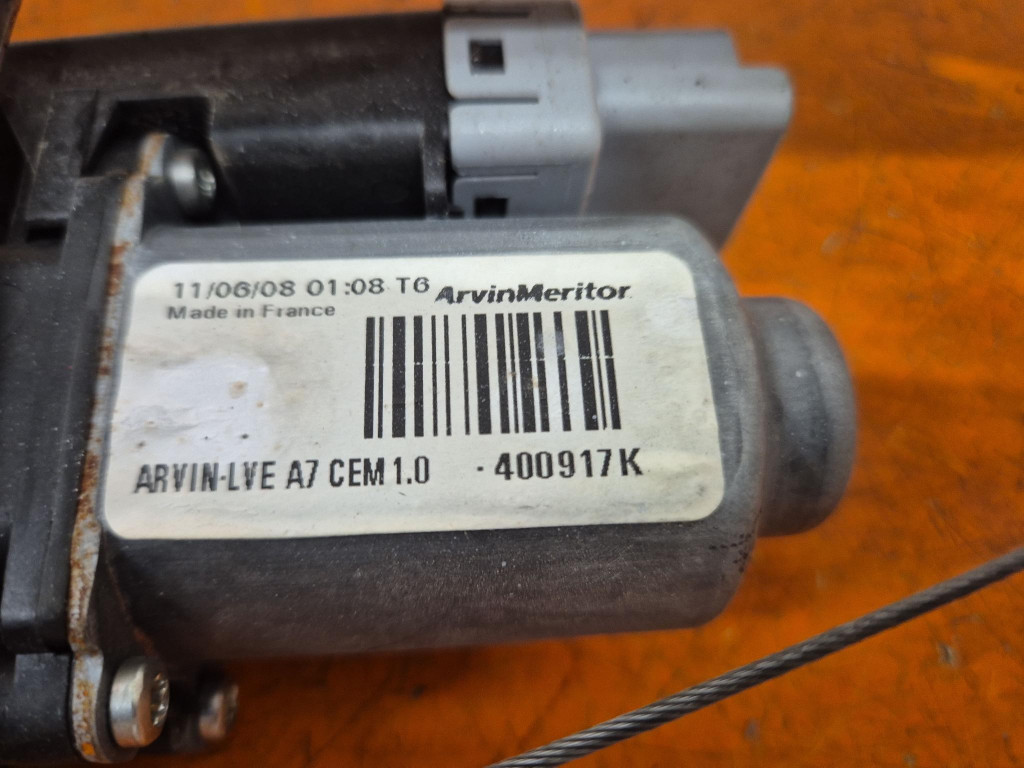 11/06/08 01:08 T6 ArvinMeritor
Made in France
ARVIN-LVE A7 CEM 1.0 - 400917K